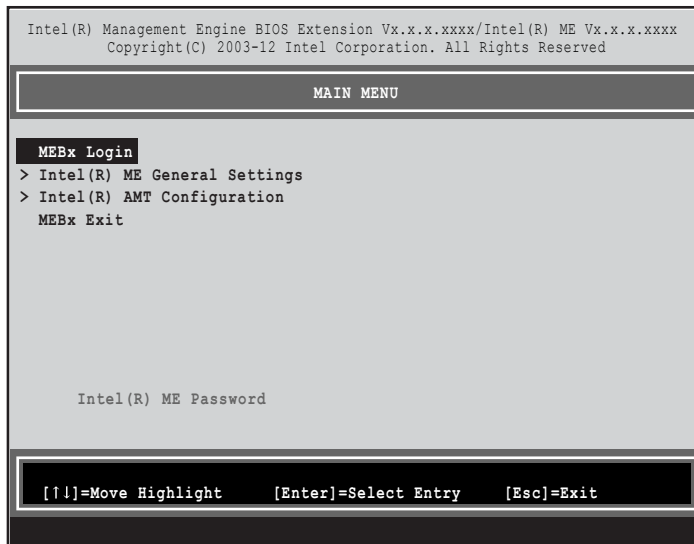 Intel(R) Management Engine BIOS Extension Vx.x.x.xxxx/Intel(R) ME Vx.x.x.xxxx
Copyright(C) 2003-12 Intel Corporation. All Rights Reserved
MAIN MENU
MEBx Login
> Intel(R) ME General Settings
> Intel(R) AMT Configuration
MEBx Exit
Intel(R) ME Password
[↑↓]=Move Highlight [Enter]=Select Entry [Esc]=Exit